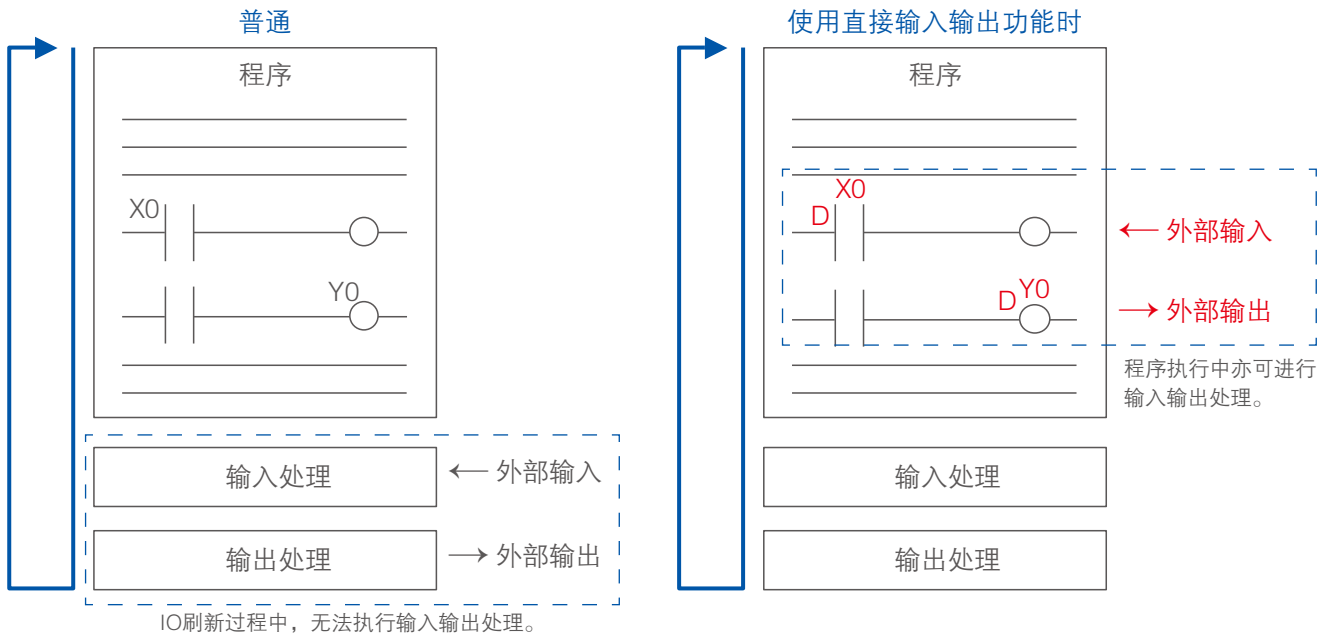 普通
程序
X0
Y0
输入处理
外部输入
输出处理
外部输出
IO刷新过程中，无法执行输入输出处理。
使用直接输入输出功能时
程序
X0
D
外部输入
D Y0
外部输出
程序执行中亦可进行
输入输出处理。
输入处理
输出处理